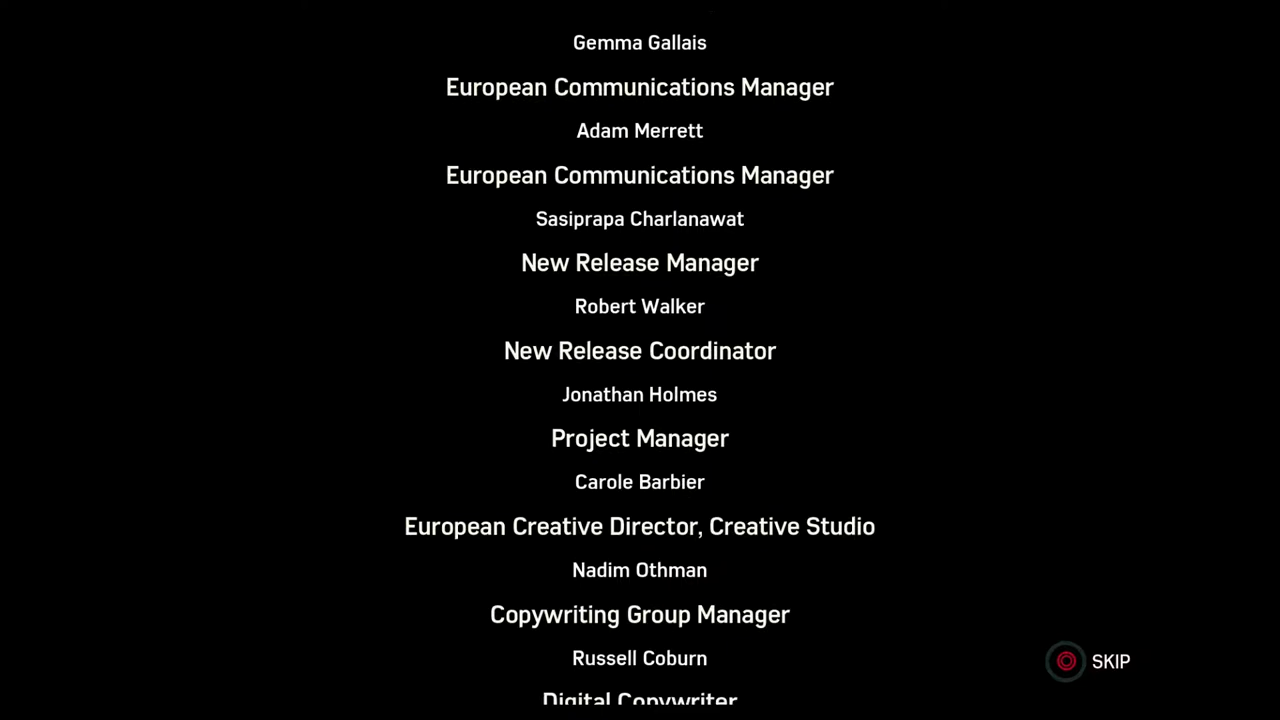 Gemma Gallais
European Communications Manager
Adam Merrett
European Communications Manager
Sasiprapa Charlanawat
New Release Manager
Robert Walker
New Release Coordinator
Jonathan Holmes
Project Manager
Carole Barbier
European Creative Director, Creative Studio
Nadim Othman
Copywriting Group Manager
Russell Coburn
SKIP
Digital Copywriter